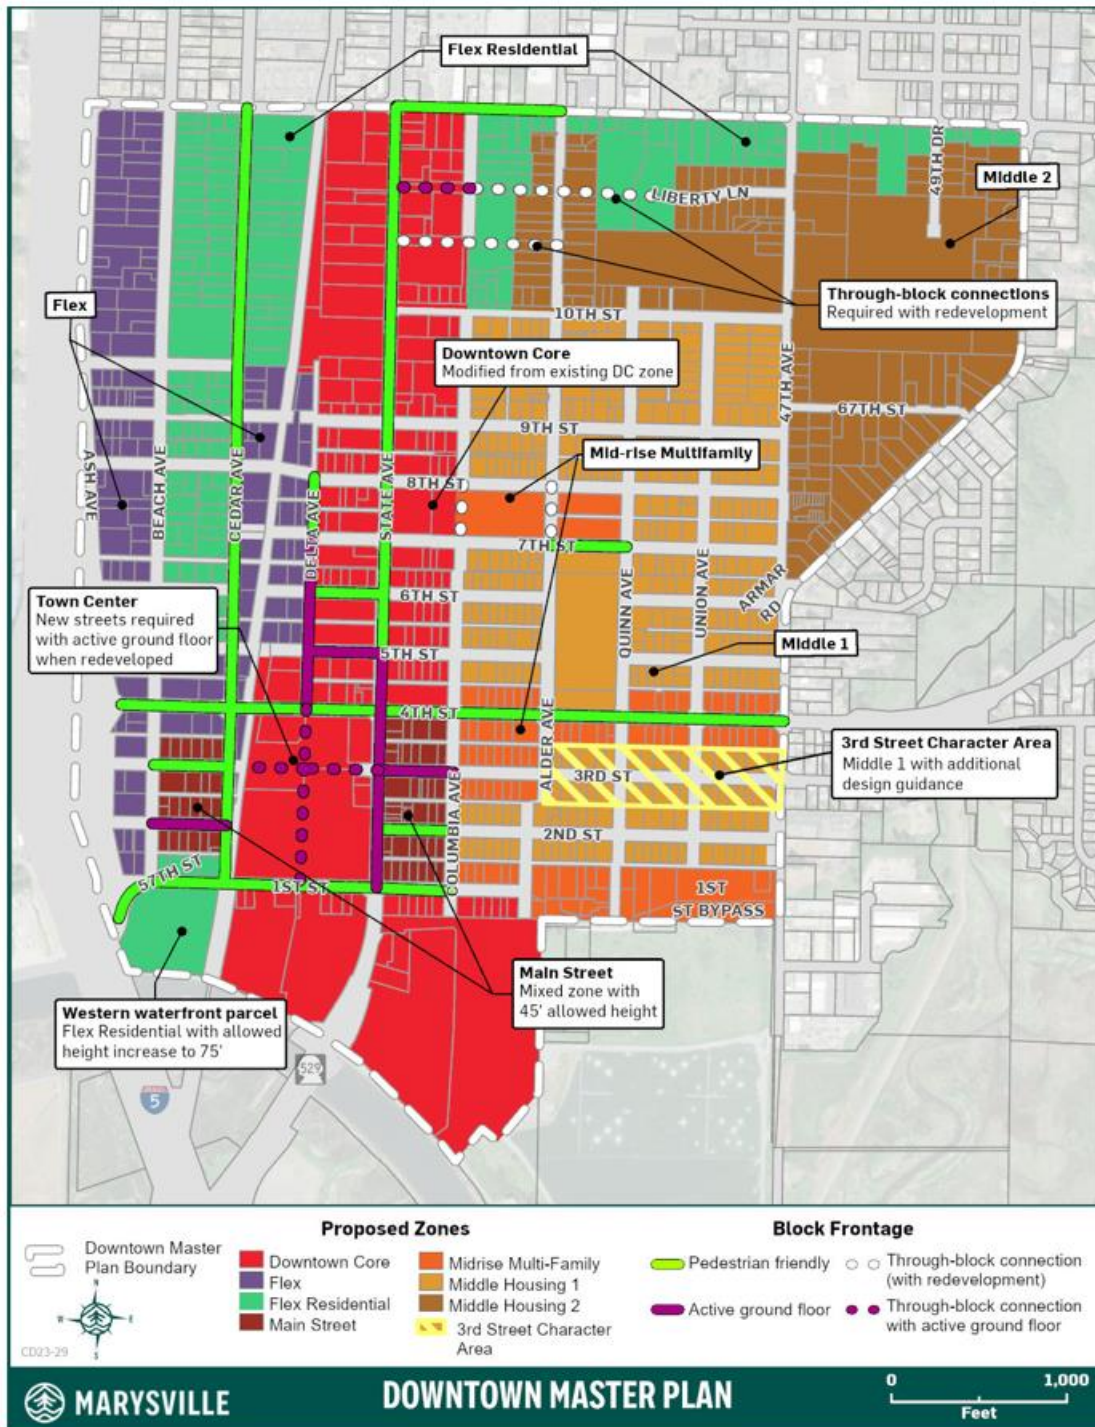 Flex Residential
49TH DR
Middle 2
LIBERTY LN
Flex
Through-block connections
Required with redevelopment
10TH ST
Downtown Core
Modified from existing DC zone
47TH AVE
67TH ST
9TH ST
Mid-rise Multifamily
ASH AVE
BEACH AVE
CEDAR AVE
DELTA AVE
STATE AVE
8TH ST
7TH ST
Town Center
New streets required
with active ground floor
when redeveloped
6TH ST
QUINN AVE
UNION AVE
ARMAR
RD
5TH ST
Middle 1
4TH ST
ALDER AVE
3RD ST
3rd Street Character Area
Middle 1 with additional
design guidance
COLUMBIA AVE
2ND ST
57TH ST
1ST ST
1ST
ST BYPASS
Main Street
Mixed zone with
45' allowed height
Western waterfront parcel
Flex Residential with allowed
height increase to 75'
529
5
Proposed Zones
Block Frontage
Downtown Master
Plan Boundary
Downtown Core
Flex
Flex Residential
Main Street
Midrise Multi-Family
Middle Housing 1
Middle Housing 2
3rd Street Character
Area
Pedestrian friendly
Active ground floor
Through-block connection
(with redevelopment)
Through-block connection
with active ground floor
N
W
E
S
CD23-29
MARYSVILLE
DOWNTOWN MASTER PLAN
0
1,000
Feet